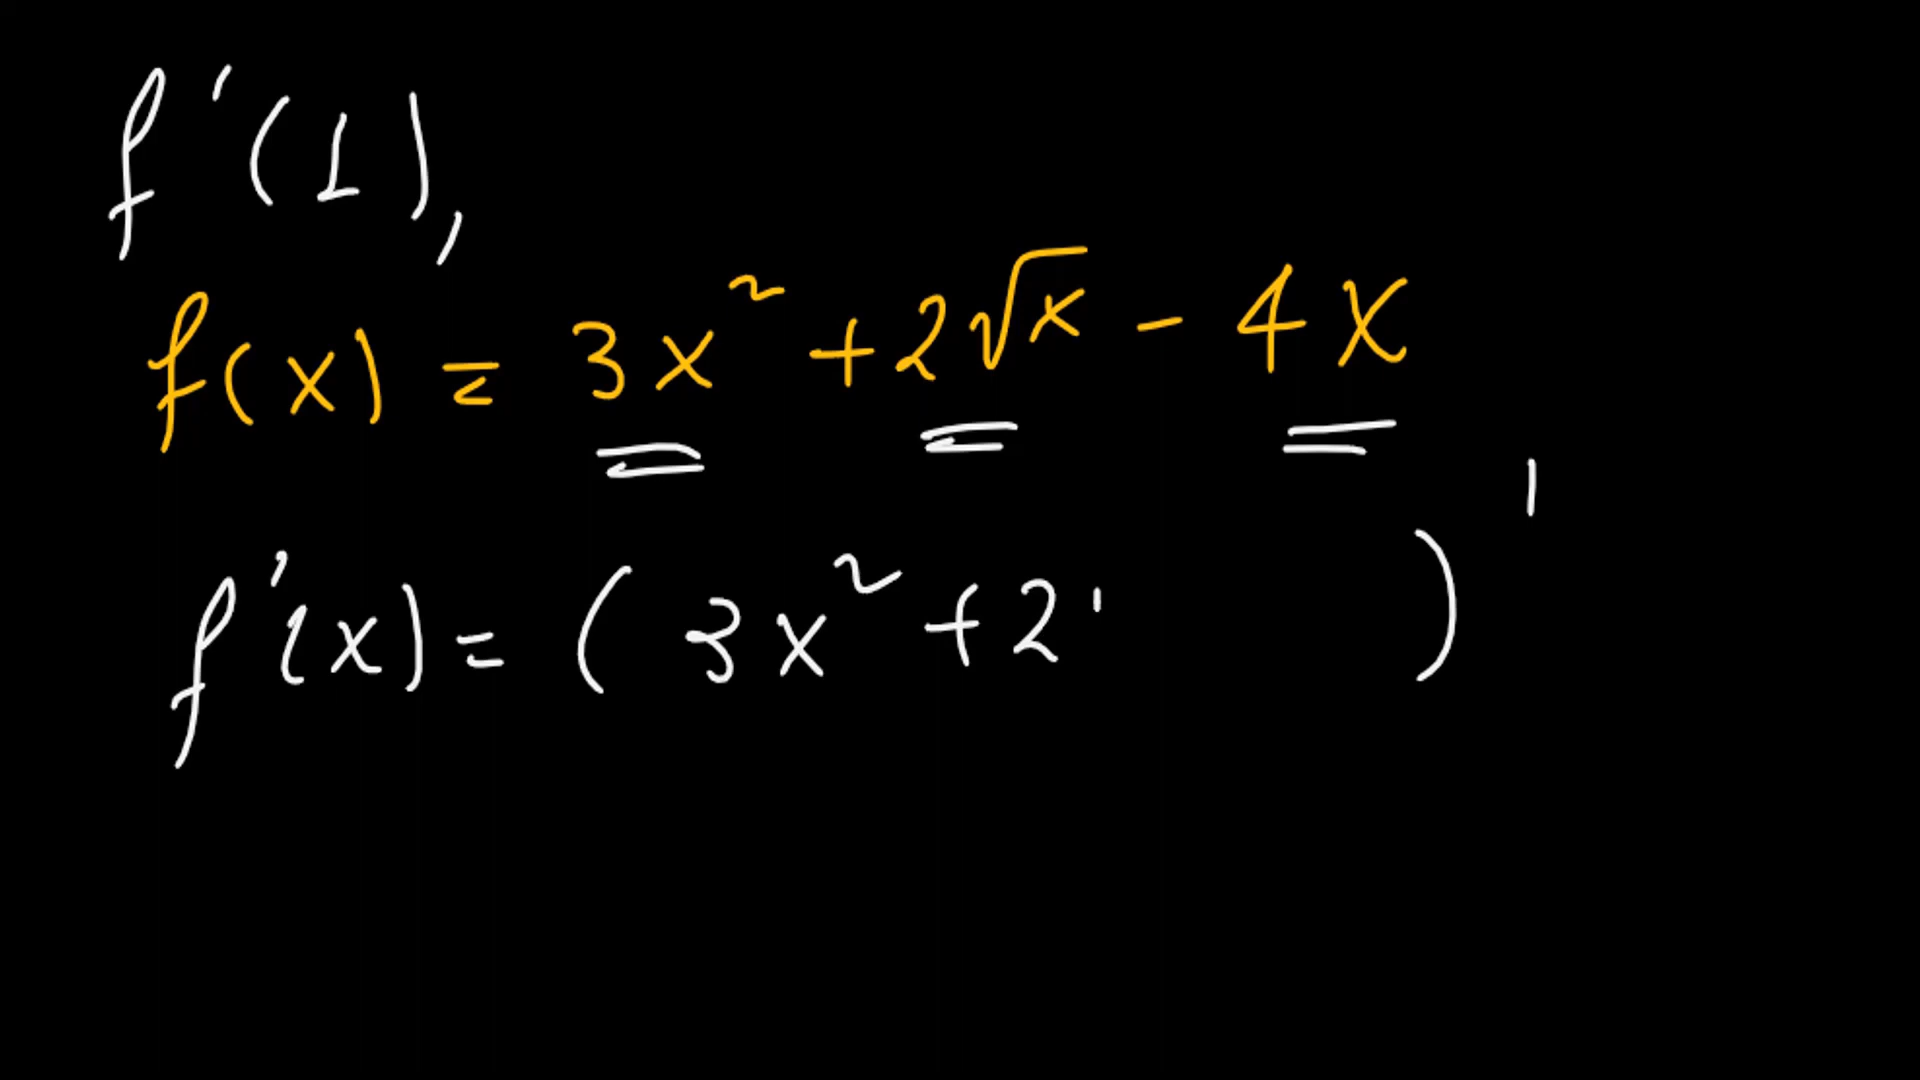 f'(1),
f(x) = 3x² + 2√x - 4x
f'(x) = ( 3x² + 2' )'